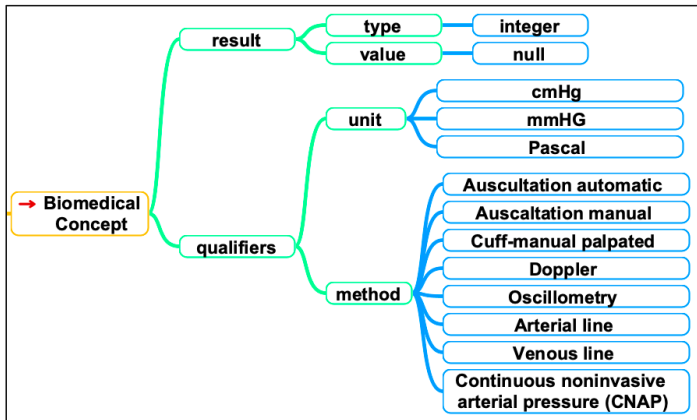 → Biomedical
Concept
result
type
integer
value
null
qualifiers
unit
cmHg
mmHG
Pascal
method
Auscultation automatic
Auscaltation manual
Cuff-manual palpated
Doppler
Oscillometry
Arterial line
Venous line
Continuous noninvasive
arterial pressure (CNAP)